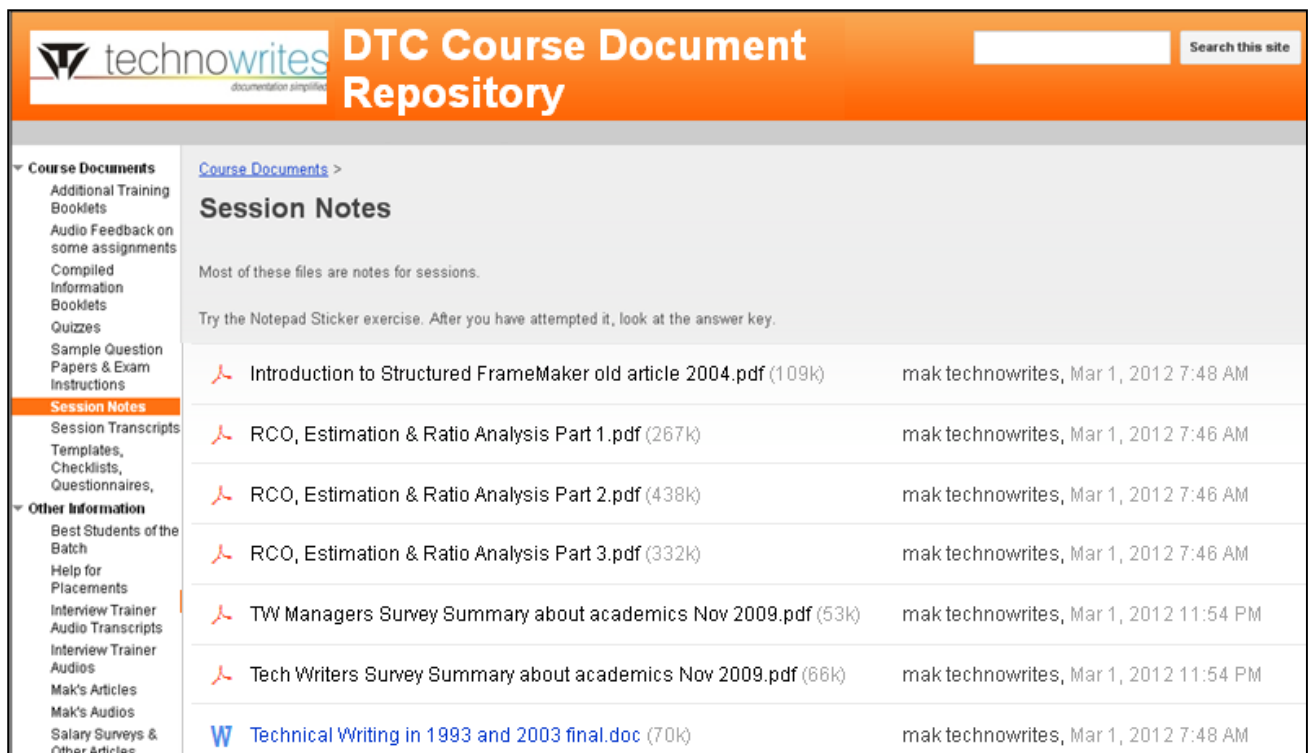 technowrites
documentation simplified
DTC Course Document
Repository
Search this site
Course Documents
Additional Training
Booklets
Audio Feedback on
some assignments
Compiled
Information
Booklets
Quizzes
Sample Question
Papers & Exam
Instructions
Session Notes
Session Transcripts
Templates,
Checklists,
Questionnaires,
Other Information
Best Students of the
Batch
Help for
Placements
Interview Trainer
Audio Transcripts
Interview Trainer
Audios
Mak's Articles
Mak's Audios
Salary Surveys &
Other Articles
Course Documents >
Session Notes
Most of these files are notes for sessions.
Try the Notepad Sticker exercise. After you have attempted it, look at the answer key.
Introduction to Structured FrameMaker old article 2004.pdf (109k) mak technowrites, Mar 1, 2012 7:48 AM
RCO, Estimation & Ratio Analysis Part 1.pdf (267k) mak technowrites, Mar 1, 2012 7:46 AM
RCO, Estimation & Ratio Analysis Part 2.pdf (438k) mak technowrites, Mar 1, 2012 7:46 AM
RCO, Estimation & Ratio Analysis Part 3.pdf (332k) mak technowrites, Mar 1, 2012 7:46 AM
TW Managers Survey Summary about academics Nov 2009.pdf (53k) mak technowrites, Mar 1, 2012 11:54 PM
Tech Writers Survey Summary about academics Nov 2009.pdf (66k) mak technowrites, Mar 1, 2012 11:54 PM
W Technical Writing in 1993 and 2003 final.doc (70k) mak technowrites, Mar 1, 2012 7:48 AM